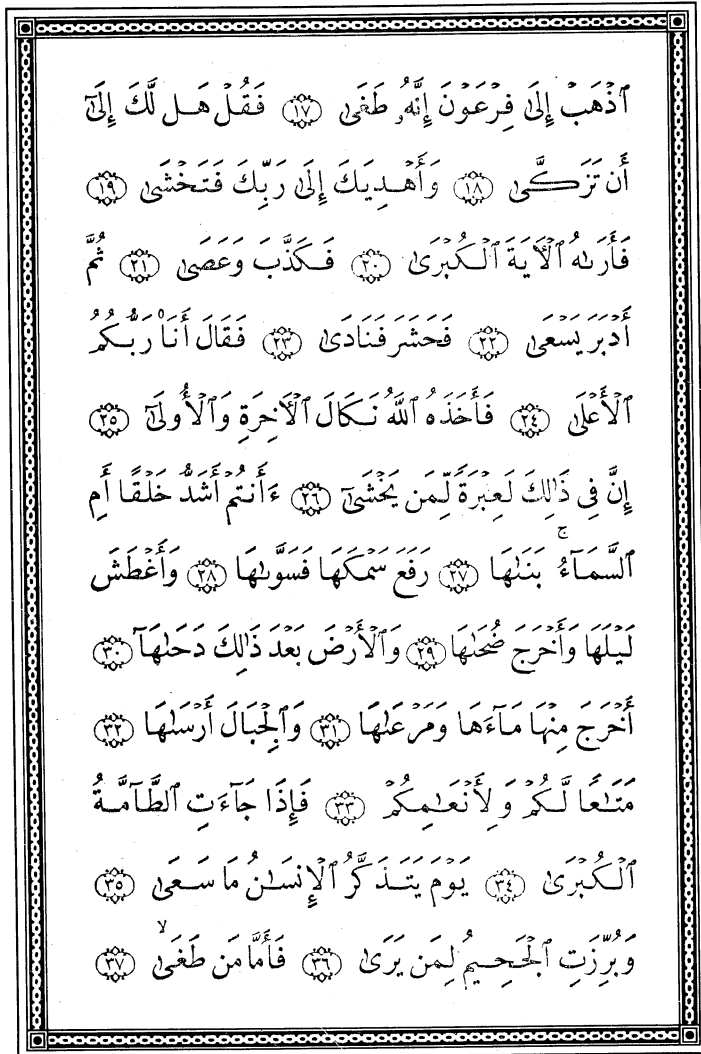 ٱذۡهَبۡ إِلَىٰ فِرۡعَوۡنَ إِنَّهُۥ طَغَىٰ ١٧ فَقُلۡ هَل لَّكَ إِلَىٰٓ
أَن تَزَكَّىٰ ١٨ وَأَهۡدِيَكَ إِلَىٰ رَبِّكَ فَتَخۡشَىٰ ١٩
فَأَرَىٰهُ ٱلۡأٓيَةَ ٱلۡكُبۡرَىٰ ٢٠ فَكَذَّبَ وَعَصَىٰ ٢١ ثُمَّ
أَدۡبَرَ يَسۡعَىٰ ٢٢ فَحَشَرَ فَنَادَىٰ ٢٣ فَقَالَ أَنَا۠ رَبُّكُمُ
ٱلۡأَعۡلَىٰ ٢٤ فَأَخَذَهُ ٱللَّهُ نَكَالَ ٱلۡأٓخِرَةِ وَٱلۡأُولَىٰٓ ٢٥
إِنَّ فِي ذَٰلِكَ لَعِبۡرَةٗ لِّمَن يَخۡشَىٰٓ ٢٦ ءَأَنتُمۡ أَشَدُّ خَلۡقًا أَمِ
ٱلسَّمَآءُۚ بَنَىٰهَا ٢٧ رَفَعَ سَمۡكَهَا فَسَوَّىٰهَا ٢٨ وَأَغۡطَشَ
لَيۡلَهَا وَأَخۡرَجَ ضُحَىٰهَا ٢٩ وَٱلۡأَرۡضَ بَعۡدَ ذَٰلِكَ دَحَىٰهَآ ٣٠
أَخۡرَجَ مِنۡهَا مَآءَهَا وَمَرۡعَىٰهَا ٣١ وَٱلۡجِبَالَ أَرۡسَىٰهَا ٣٢
مَتَٰعٗا لَّكُمۡ وَلِأَنۡعَٰمِكُمۡ ٣٣ فَإِذَا جَآءَتِ ٱلطَّآمَّةُ
ٱلۡكُبۡرَىٰ ٣٤ يَوۡمَ يَتَذَكَّرُ ٱلۡإِنسَٰنُ مَا سَعَىٰ ٣٥
وَبُرِّزَتِ ٱلۡجَحِيمُ لِمَن يَرَىٰ ٣٦ فَأَمَّا مَن طَغَىٰۙ ٣٧